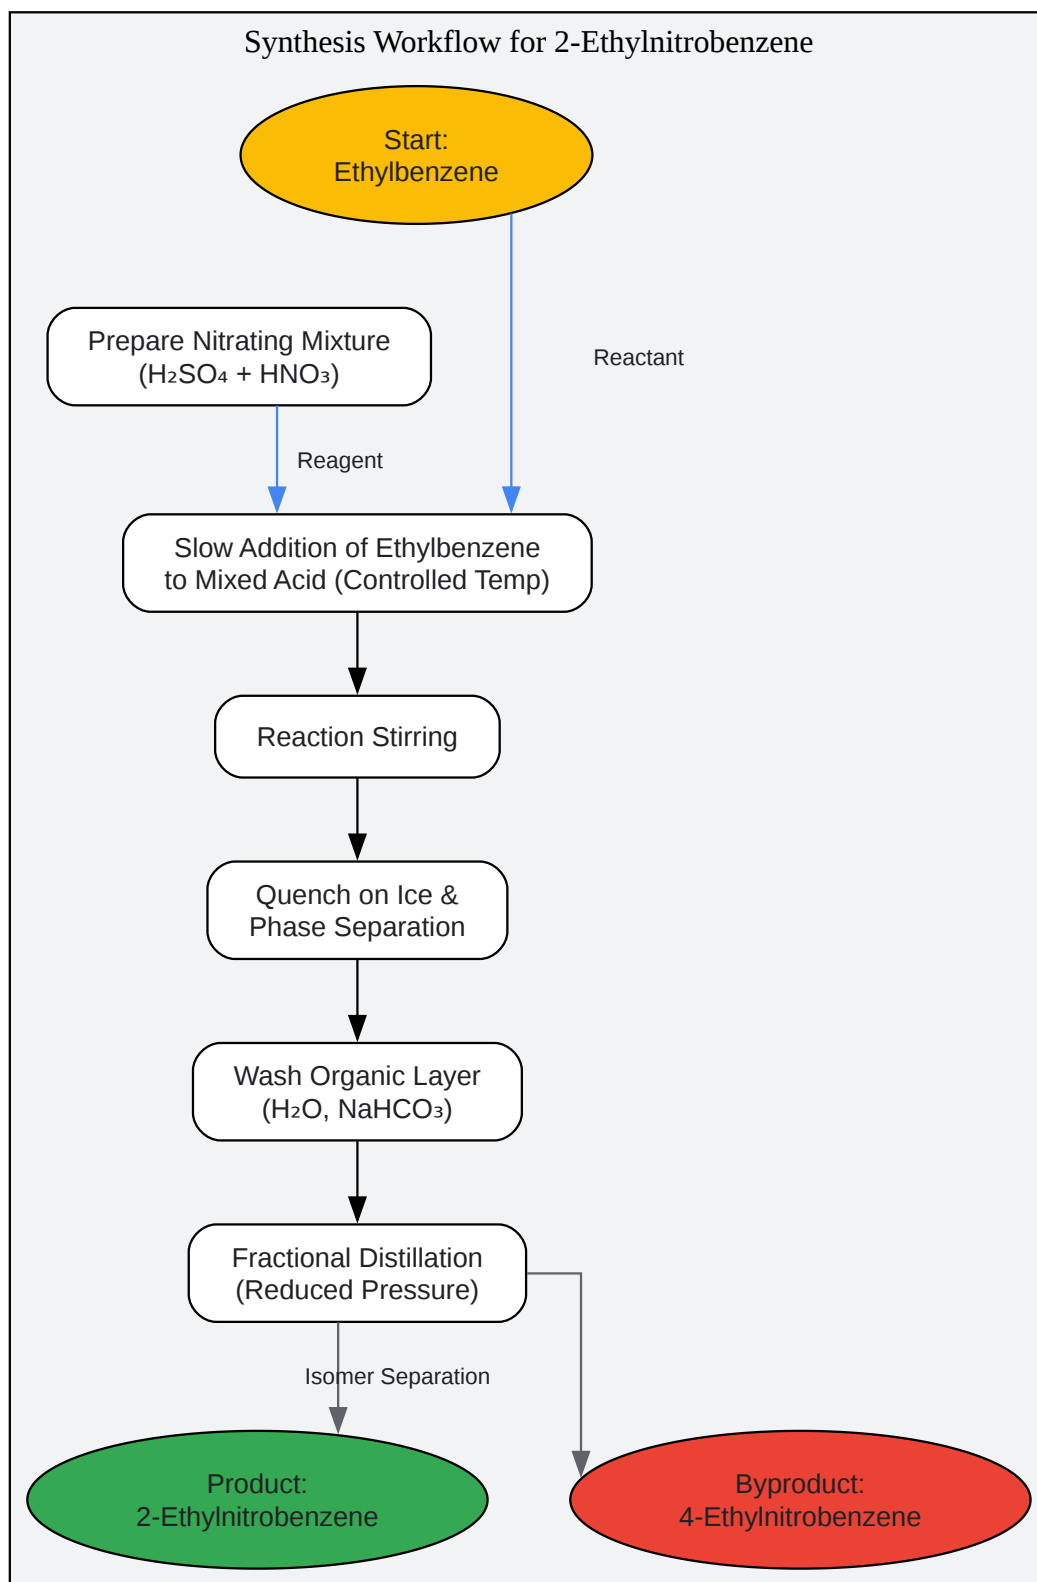 Synthesis Workflow for 2-Ethylnitrobenzene
Start:
Ethylbenzene
Prepare Nitrating Mixture
(H₂SO₄ + HNO₃)
Reactant
Reagent
Slow Addition of Ethylbenzene
to Mixed Acid (Controlled Temp)
Reaction Stirring
Quench on Ice &
Phase Separation
Wash Organic Layer
(H₂O, NaHCO₃)
Fractional Distillation
(Reduced Pressure)
Isomer Separation
Product:
2-Ethylnitrobenzene
Byproduct:
4-Ethylnitrobenzene